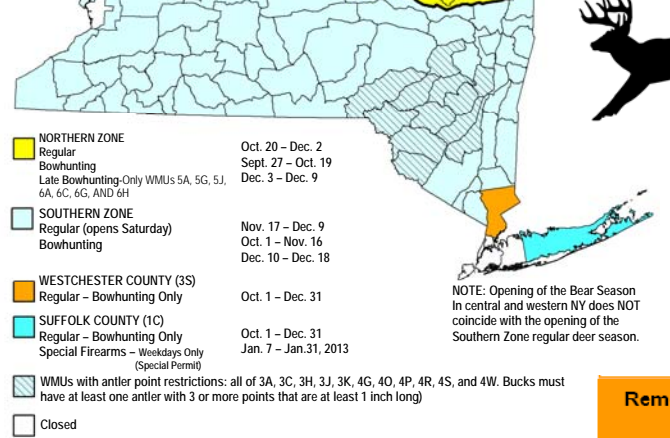 NORTHERN ZONE
Regular Oct. 20 – Dec. 2
Bowhunting Sept. 27 - Oct. 19
Late Bowhunting-Only WMUs 5A, 5G, 5J, Dec. 3 – Dec. 9
6A, 6C, 6G, AND 6H
SOUTHERN ZONE
Regular (opens Saturday) Nov. 17 – Dec. 9
Bowhunting Oct. 1 – Nov. 16
Dec. 10 – Dec. 18
WESTCHESTER COUNTY (3S)
Regular – Bowhunting Only Oct. 1 – Dec. 31
SUFFOLK COUNTY (1C)
Regular – Bowhunting Only Oct. 1 – Dec. 31
Special Firearms – Weekdays Only Jan. 7 – Jan.31, 2013
(Special Permit)
NOTE: Opening of the Bear Season
In central and western NY does NOT
coincide with the opening of the
Southern Zone regular deer season.
WMUs with antler point restrictions: all of 3A, 3C, 3H, 3J, 3K, 4G, 4O, 4P, 4R, 4S, and 4W. Bucks must
have at least one antler with 3 or more points that are at least 1 inch long)
Closed
Rem